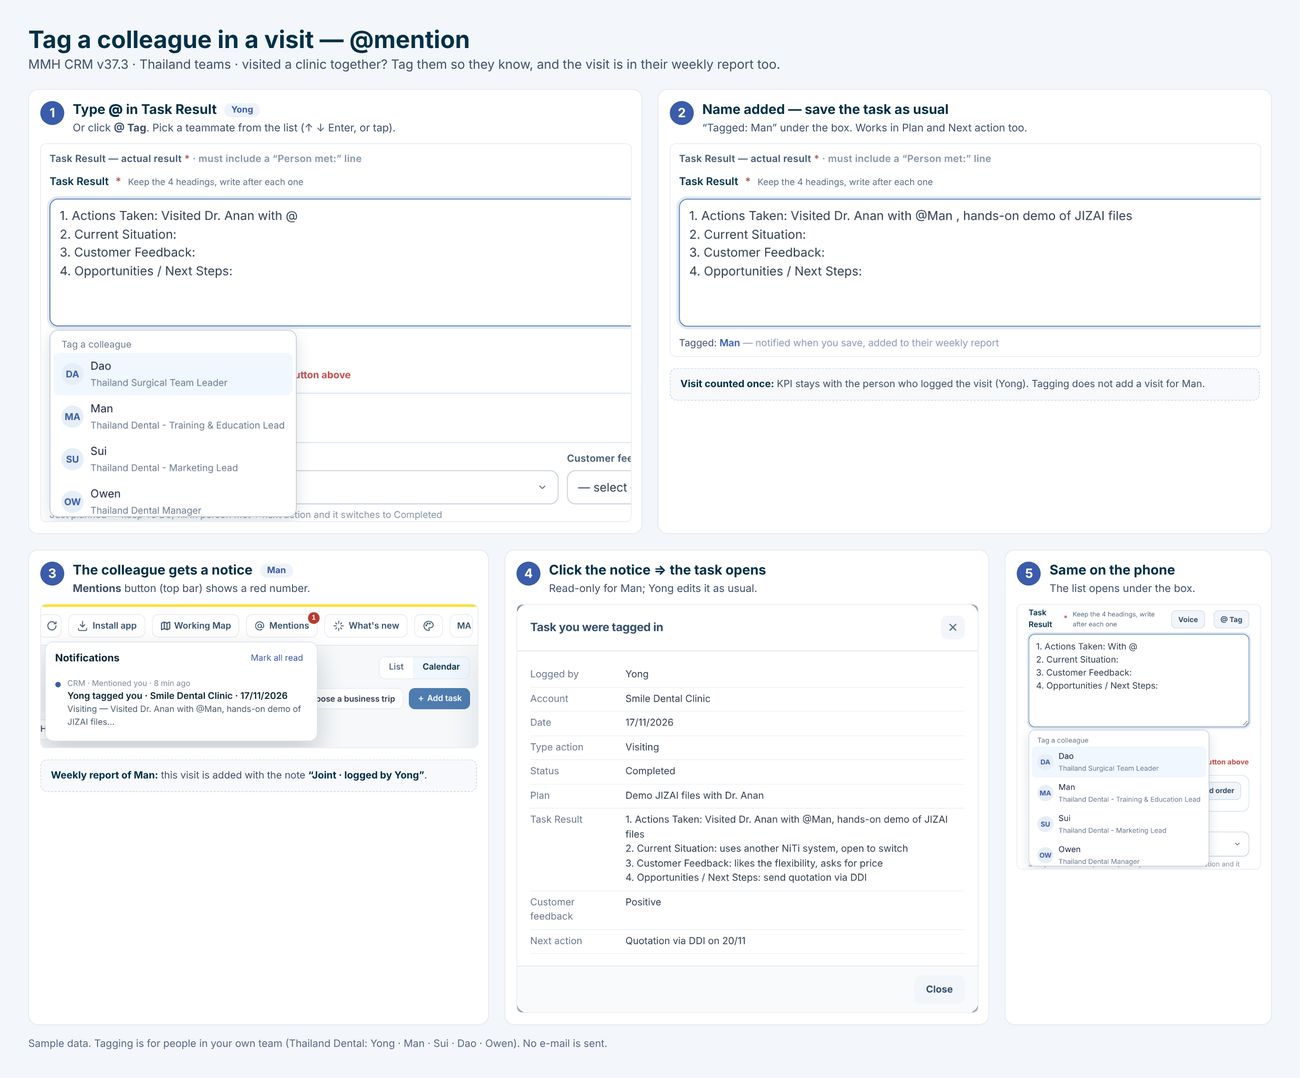 Tag a colleague in a visit — @mention
MMH CRM v37.3 · Thailand teams · visited a clinic together? Tag them so they know, and the visit is in their weekly report too.
1 Type @ in Task Result Yong
Or click @ Tag. Pick a teammate from the list (↑ ↓ Enter, or tap).
Task Result — actual result * · must include a “Person met:” line
Task Result * Keep the 4 headings, write after each one
1. Actions Taken: Visited Dr. Anan with @
2. Current Situation:
3. Customer Feedback:
4. Opportunities / Next Steps:
Tag a colleague
DA Dao
Thailand Surgical Team Leader
above
MA Man
Thailand Dental - Training & Education Lead
SU Sui
Thailand Dental - Marketing Lead
Customer
— select
OW Owen
Thailand Dental Manager
and it switches to Completed
2 Name added — save the task as usual
“Tagged: Man” under the box. Works in Plan and Next action too.
Task Result — actual result * · must include a “Person met:” line
Task Result * Keep the 4 headings, write after each one
1. Actions Taken: Visited Dr. Anan with @Man , hands-on demo of JIZAI files
2. Current Situation:
3. Customer Feedback:
4. Opportunities / Next Steps:
Tagged: Man — notified when you save, added to their weekly report
Visit counted once: KPI stays with the person who logged the visit (Yong). Tagging does not add a visit for Man.
3 The colleague gets a notice Man
Mentions button (top bar) shows a red number.
Install app Working Map @ Mentions 1 What's new MA
Notifications Mark all read
List Calendar
CRM · Mentioned you · 8 min ago
Yong tagged you · Smile Dental Clinic · 17/11/2026
Visiting — Visited Dr. Anan with @Man, hands-on demo of
JIZAI files...
a business trip + Add task
Weekly report of Man: this visit is added with the note “Joint · logged by Yong”.
4 Click the notice ⇒ the task opens
Read-only for Man; Yong edits it as usual.
Task you were tagged in ×
Logged by Yong
Account Smile Dental Clinic
Date 17/11/2026
Type action Visiting
Status Completed
Plan Demo JIZAI files with Dr. Anan
Task Result 1. Actions Taken: Visited Dr. Anan with @Man, hands-on demo of JIZAI
files
2. Current Situation: uses another NiTi system, open to switch
3. Customer Feedback: likes the flexibility, asks for price
4. Opportunities / Next Steps: send quotation via DDI
Customer Positive
feedback
Next action Quotation via DDI on 20/11
Close
5 Same on the phone
The list opens under the box.
Task Result * Keep the 4 headings, write after each one Voice @ Tag
1. Actions Taken: With @
2. Current Situation:
3. Customer Feedback:
4. Opportunities / Next Steps:
Tag a colleague
DA Dao
Thailand Surgical Team Leader
above
MA Man
Thailand Dental - Training & Education Lead
order
SU Sui
Thailand Dental - Marketing Lead
OW Owen
Thailand Dental Manager
and it
Sample data. Tagging is for people in your own team (Thailand Dental: Yong · Man · Sui · Dao · Owen). No e-mail is sent.